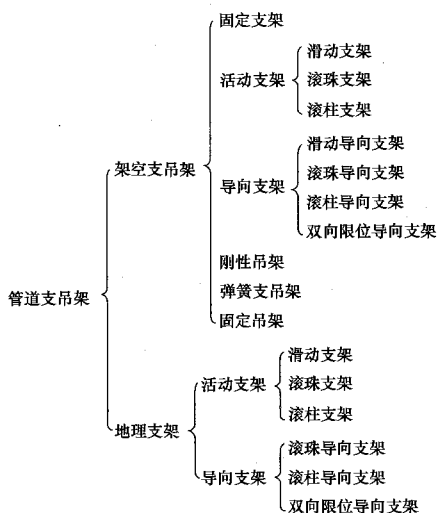 固定支架
滑动支架
活动支架
滚珠支架
滚柱支架
滑动导向支架
架空支吊架
滚珠导向支架
导向支架
滚柱导向支架
双向限位导向支架
刚性吊架
弹簧支吊架
管道支吊架
固定吊架
滑动支架
活动支架
滚珠支架
滚柱支架
地理支架
滚珠导向支架
导向支架
滚柱导向支架
双向限位导向支架